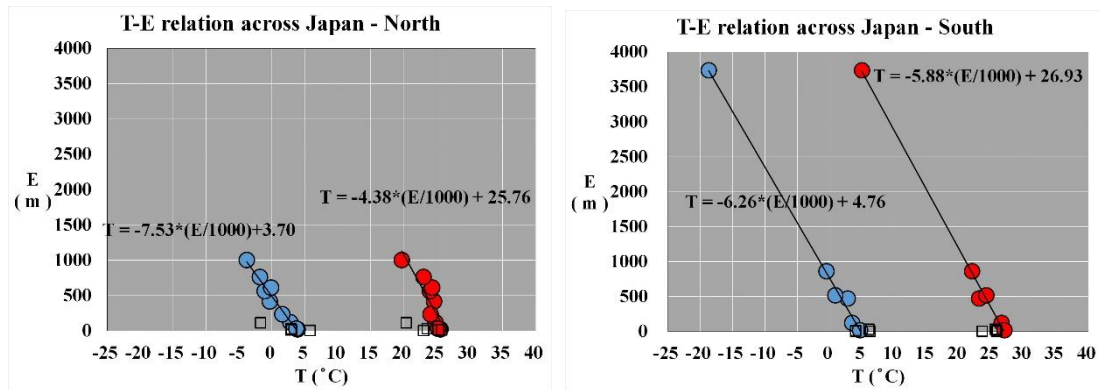 T-E relation across Japan - North
4000
3500
3000
2500
E
( m )
2000
1500
1000
500
0
T = -4.38*(E/1000) + 25.76
T = -7.53*(E/1000)+3.70
-25 -20 -15 -10 -5 0 5 10 15 20 25 30 35 40
T ( ˚C )
T-E relation across Japan - South
4000
3500
3000
2500
E
( m )
2000
1500
1000
500
0
T = -5.88*(E/1000) + 26.93
T = -6.26*(E/1000) + 4.76
-25 -20 -15 -10 -5 0 5 10 15 20 25 30 35 40
T ( ˚C )